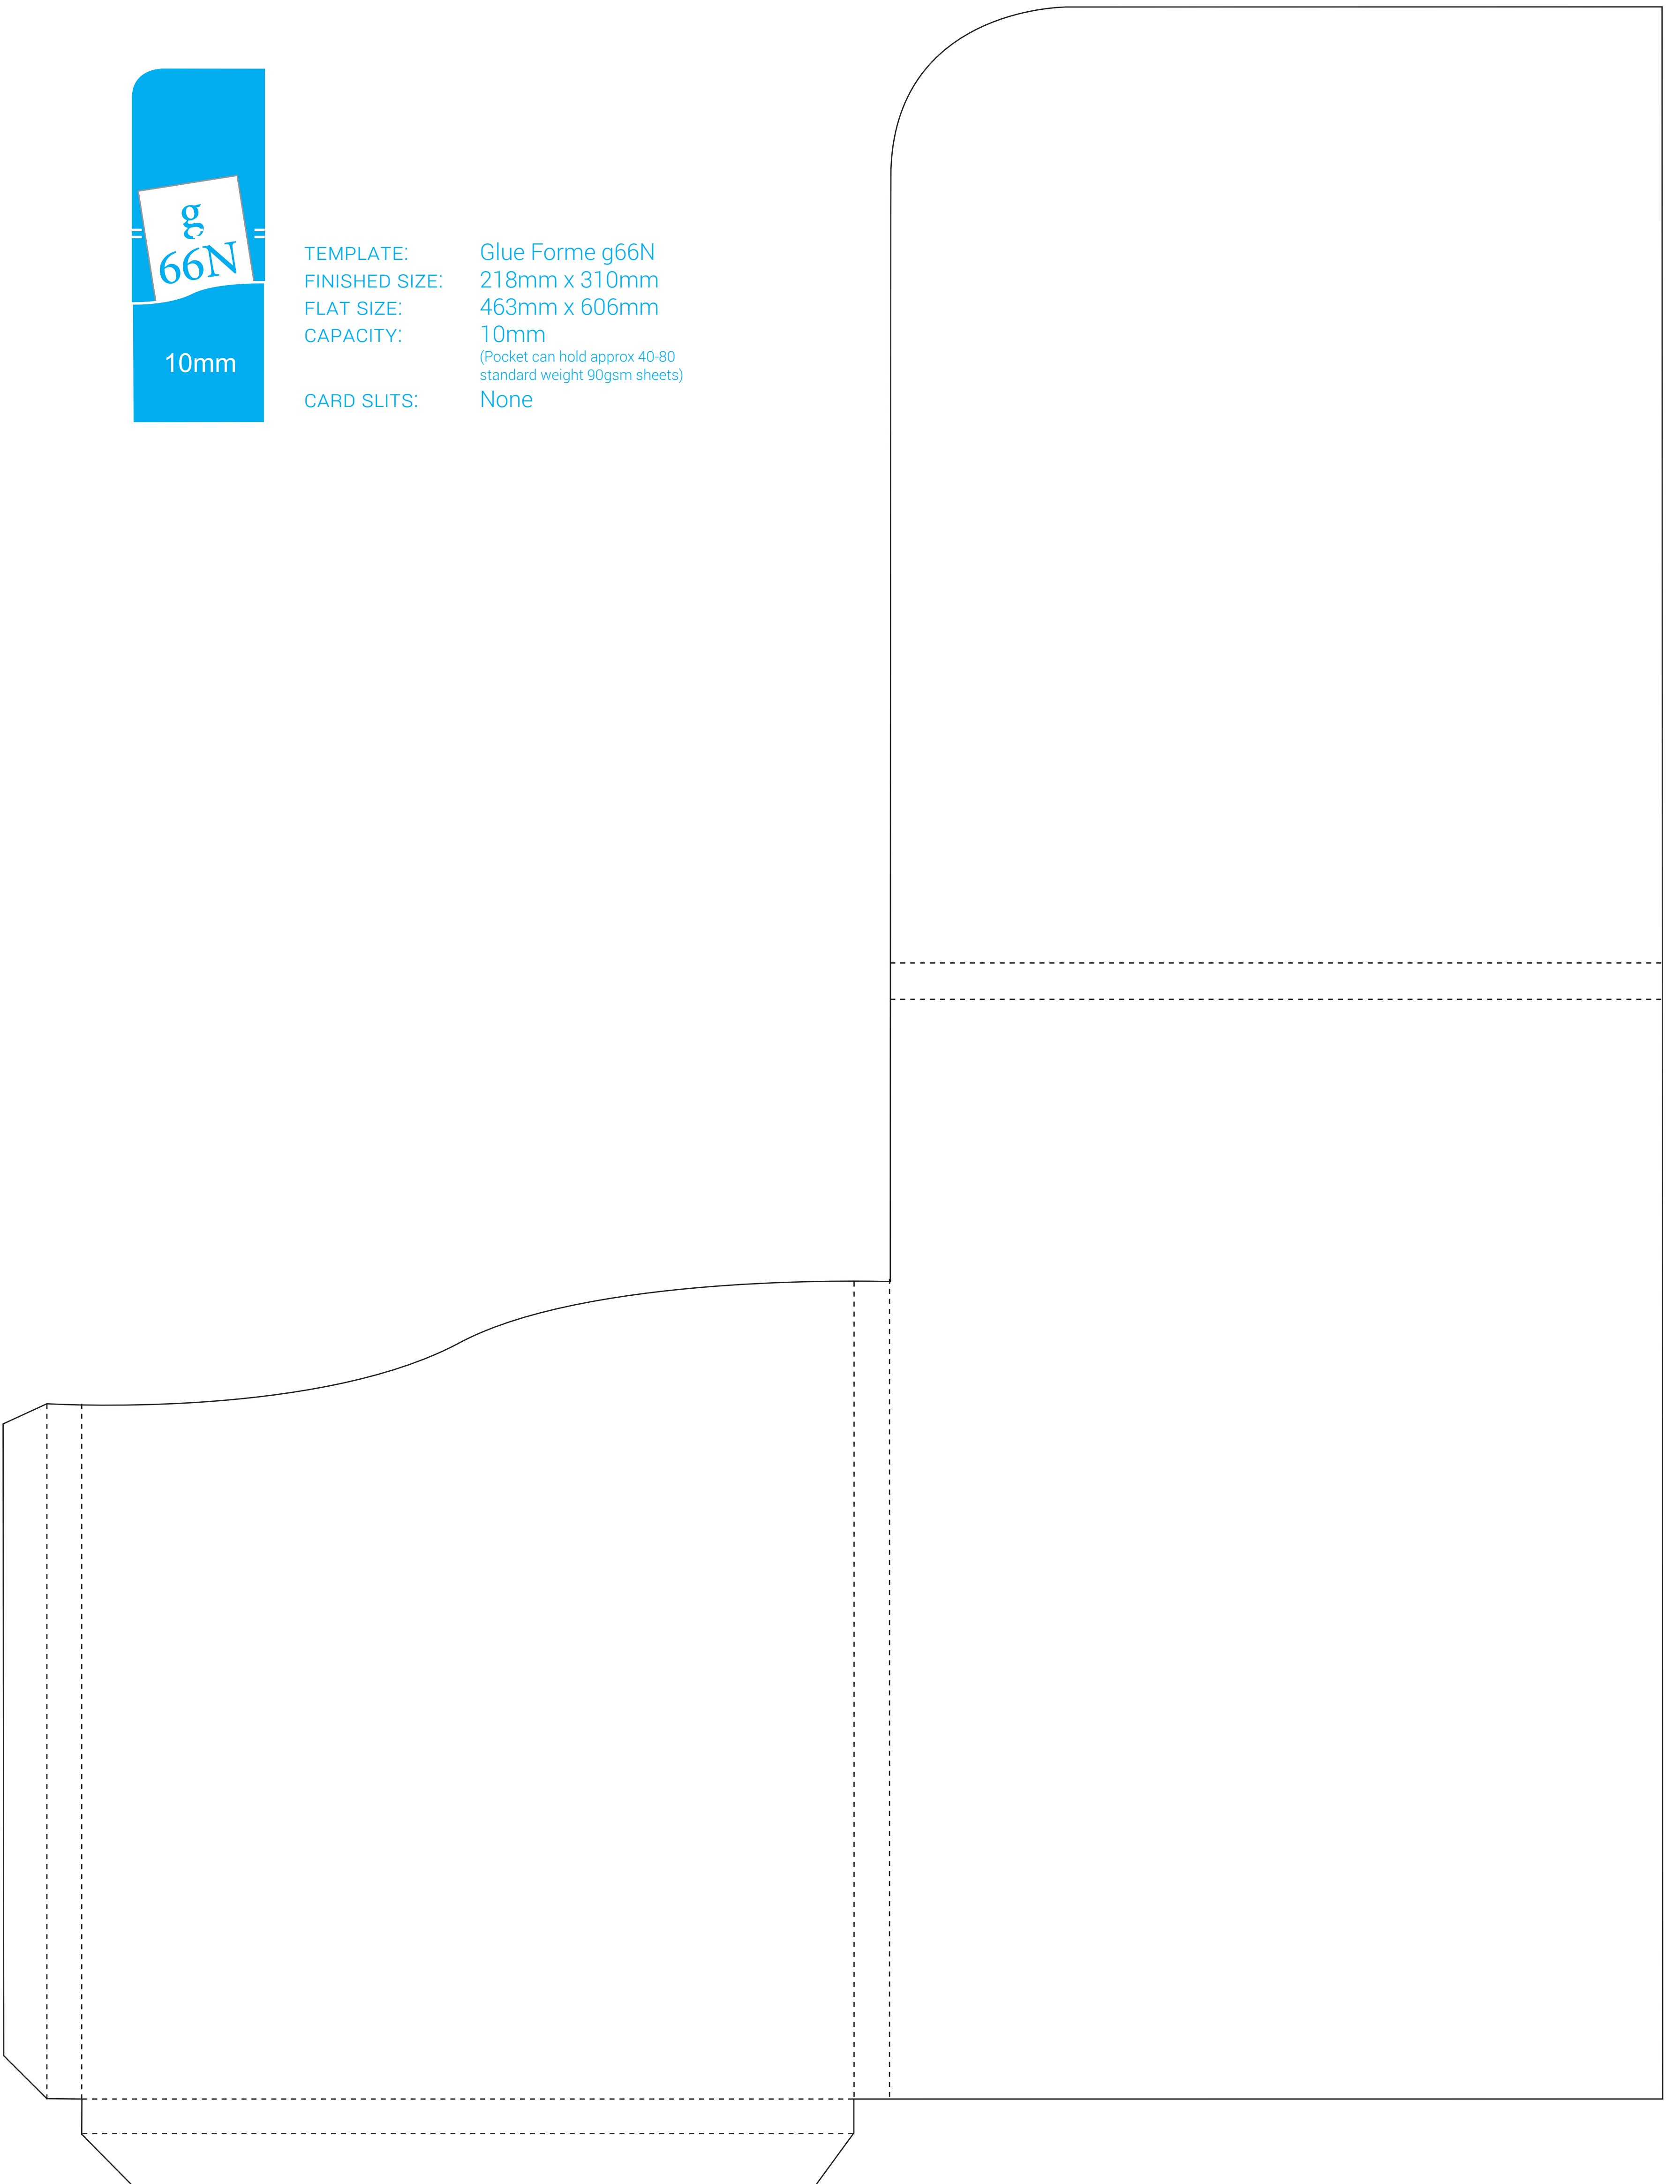 g
66N
10mm
TEMPLATE: Glue Forme g66N
FINISHED SIZE: 218mm x 310mm
FLAT SIZE: 463mm x 606mm
CAPACITY: 10mm
(Pocket can hold approx 40-80
standard weight 90gsm sheets)
CARD SLITS: None